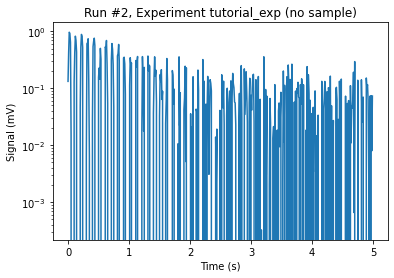 Run #2, Experiment tutorial_exp (no sample)
Signal (mV)
10⁰
10⁻¹
10⁻²
10⁻³
0 1 2 3 4 5
Time (s)